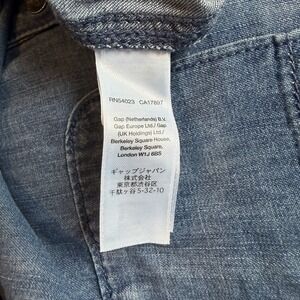 RN54023 CA17897
Gap (Netherlands) B.V.
Gap Europe Ltd./ Gap
(UK Holdings) Ltd./
Berkeley Square House,
Berkeley Square,
London W1J 6BS
ギャップジャパン
株式会社
東京都渋谷区
千駄ヶ谷5-32-10